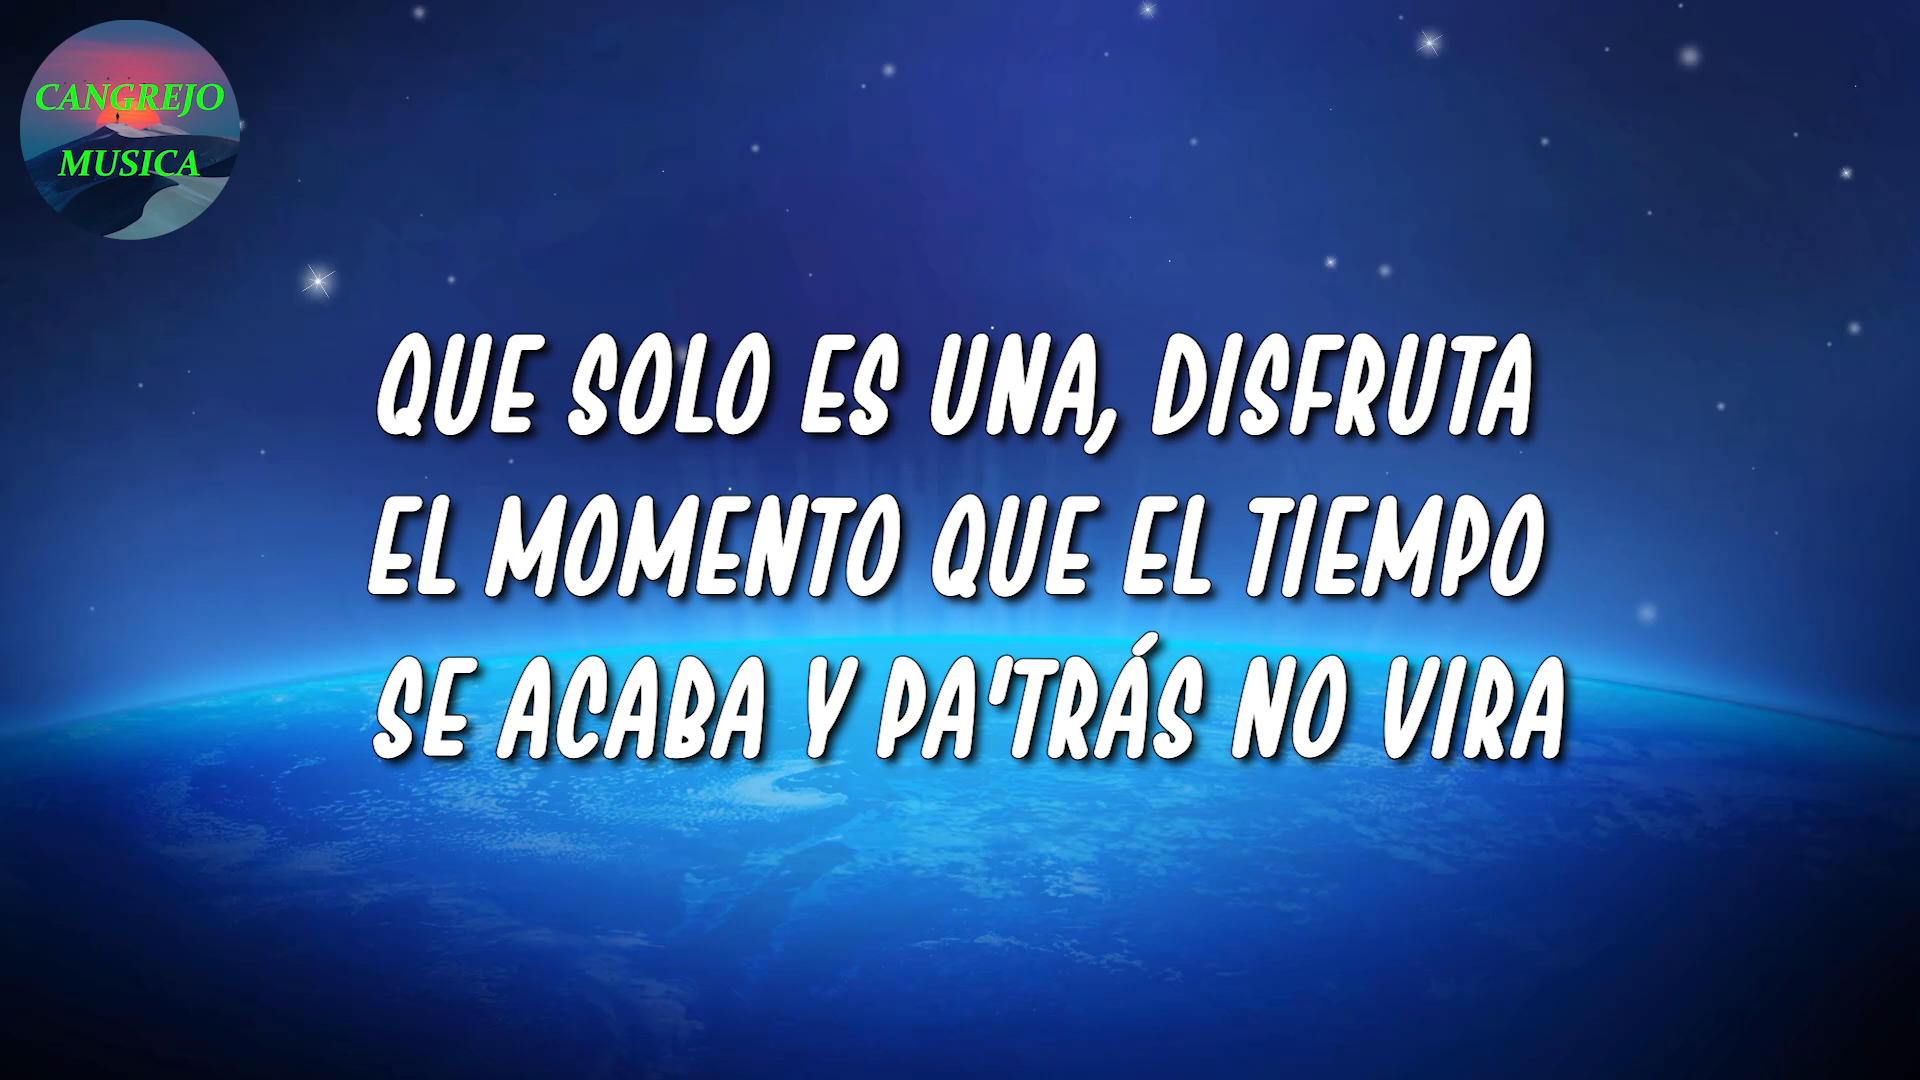 CANGREJO
MUSICA
QUE SOLO ES UNA, DISFRUTA
EL MOMENTO QUE EL TIEMPO
SE ACABA Y PA'TRÁS NO VIRA